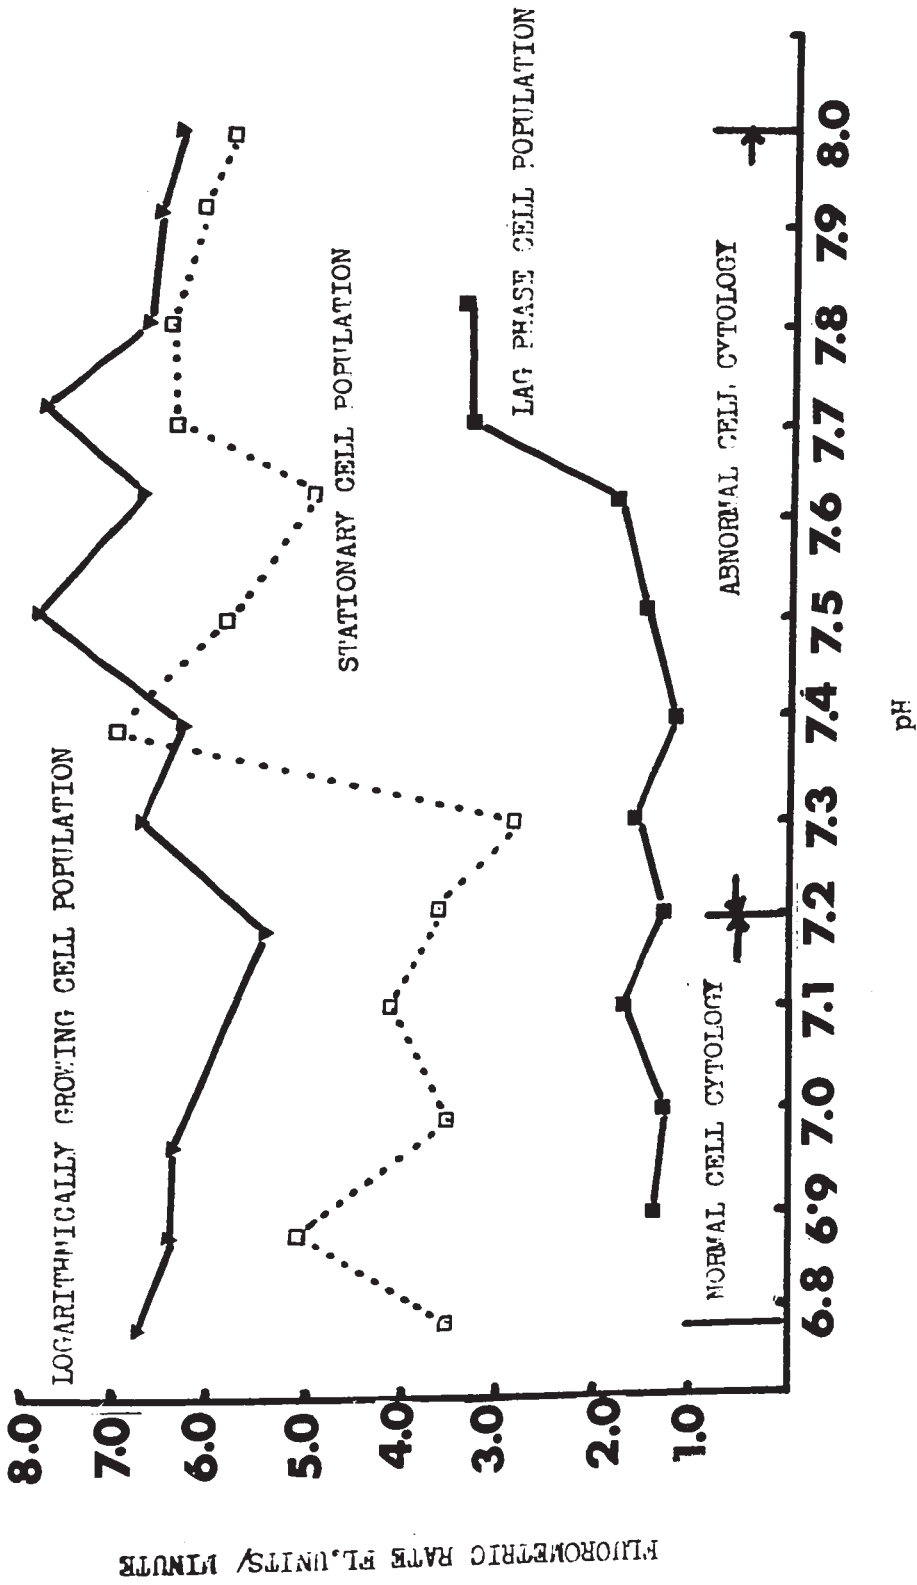 LOGARITHMICALLY GROWING CELL POPULATION
STATIONARY CELL POPULATION
LAG PHASE CELL POPULATION
NORMAL CELL CYTOLOGY
ABNORMAL CELL CYTOLOGY
8.0
7.0
6.0
5.0
4.0
3.0
2.0
1.0
FLUOROMETRIC RATE FL.UNITS/ MINUTE
6.8 6.9 7.0 7.1 7.2 7.3 7.4 7.5 7.6 7.7 7.8 7.9 8.0
pH